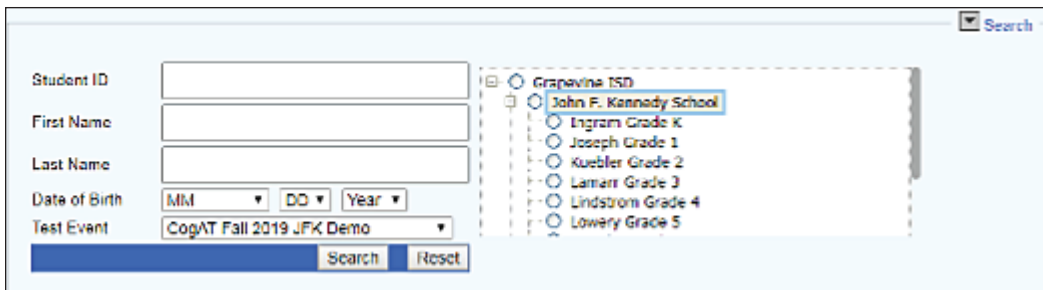 Search
Student ID
First Name
Last Name
Date of Birth MM DD Year
Test Event CogAT Fall 2019 JFK Demo
Search Reset
Grapevine ISD
John F. Kennedy School
Ingram Grade K
Joseph Grade 1
Kuebler Grade 2
Lamarr Grade 3
Lindstrom Grade 4
Lowery Grade 5